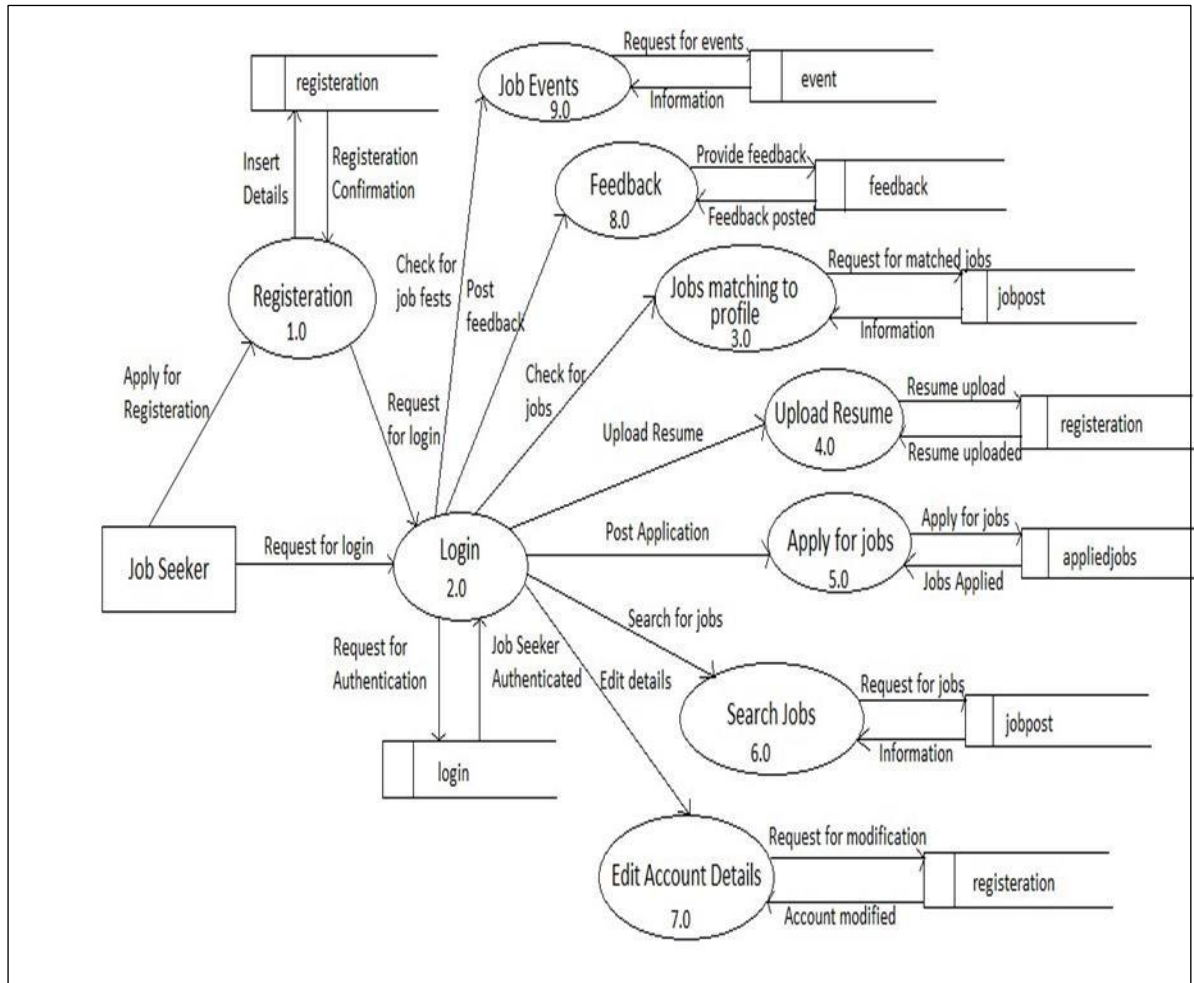 Request for events
registeration
Job Events
9.0
event
Information
Insert
Details
Registeration
Confirmation
Provide feedback
Feedback
8.0
feedback
Feedback posted
Check for
job fests
Post
feedback
Request for matched jobs
Jobs matching to
profile
3.0
jobpost
Information
Registeration
1.0
Apply for
Registeration
Request
for login
Check for
jobs
Upload Resume
Resume upload
Upload Resume
4.0
registeration
Resume uploaded
Job Seeker
Request for login
Login
2.0
Post Application
Apply for jobs
Apply for jobs
5.0
appliedjobs
Jobs Applied
Request for
Authentication
Job Seeker
Authenticated
login
Search for jobs
Edit details
Request for jobs
Search Jobs
6.0
jobpost
Information
Request for modification
Edit Account Details
7.0
registeration
Account modified